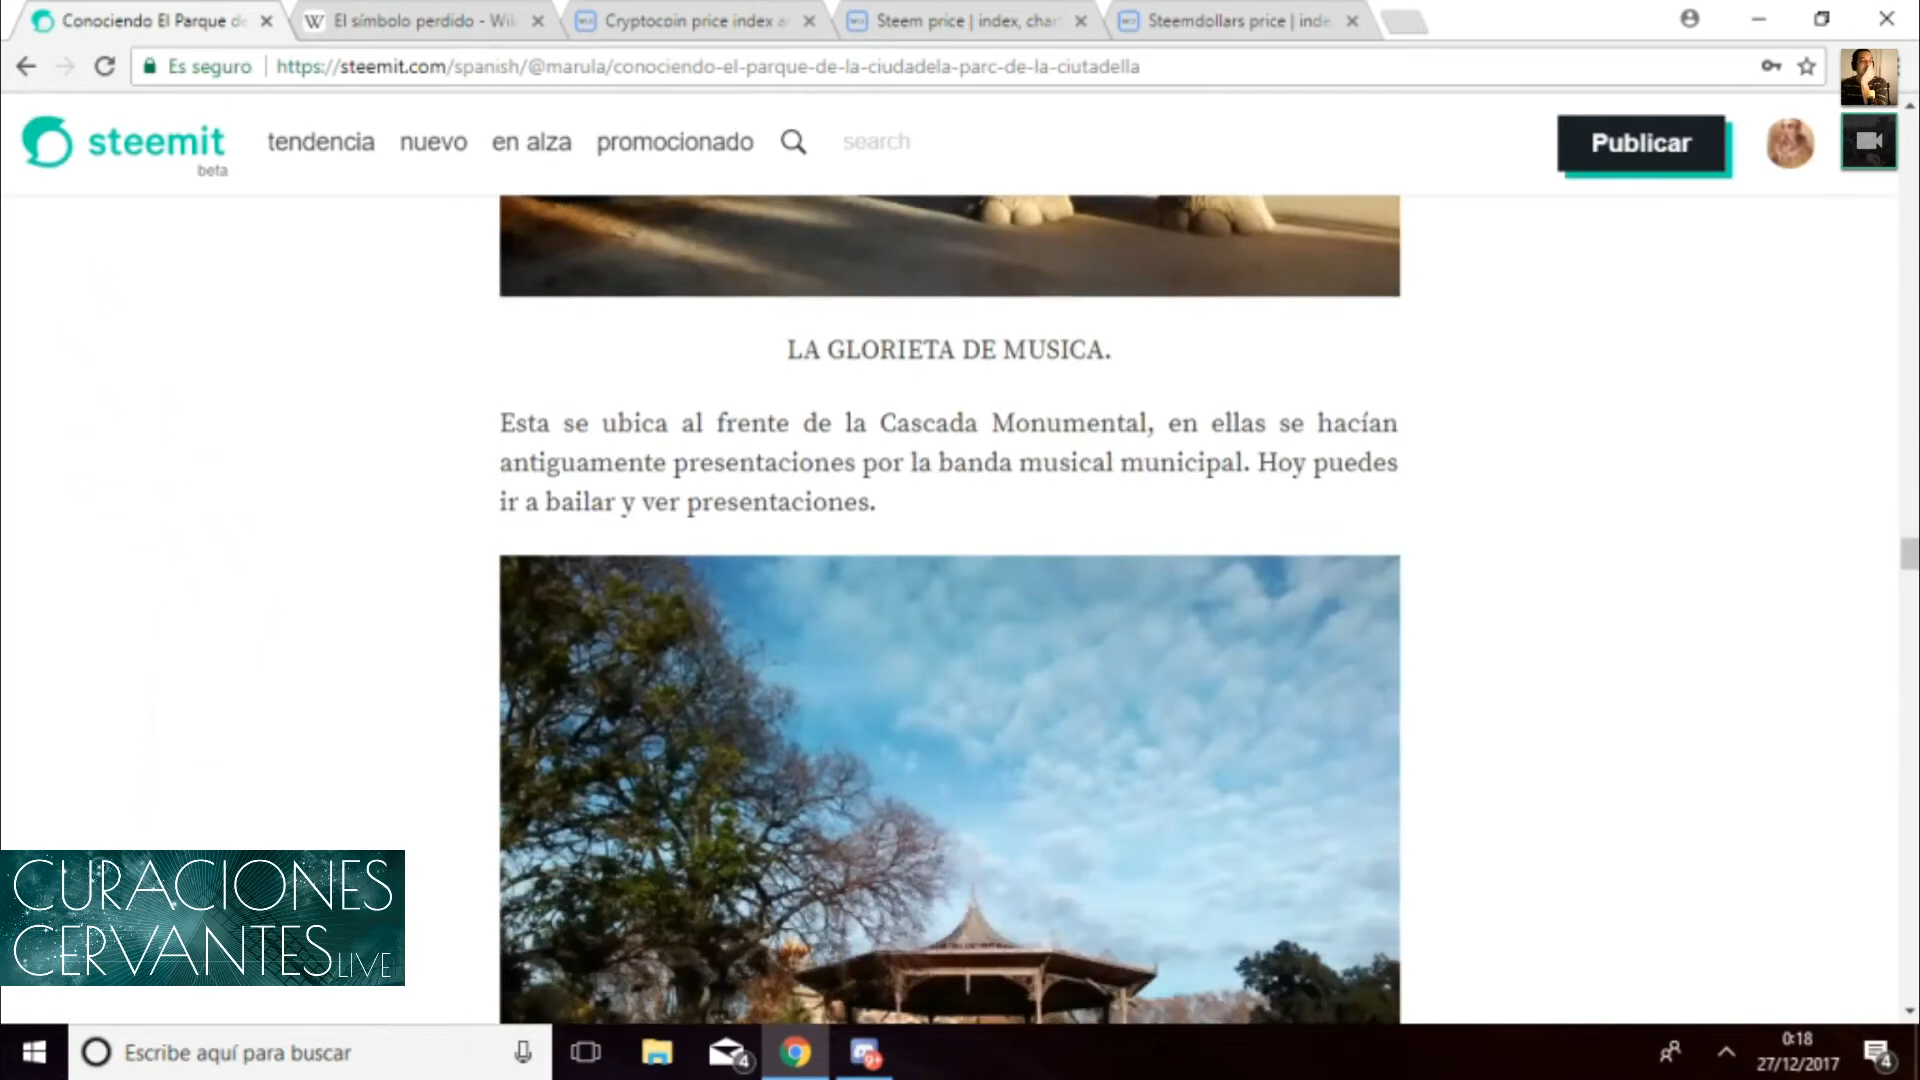 Conociendo El Parque de
El símbolo perdido - Wiki
Cryptocoin price index a
Steem price | index, char
Steemdollars price | inde
Es seguro
https://steemit.com/spanish/@marula/conociendo-el-parque-de-la-ciudadela-parc-de-la-ciutadella
steemit
beta
tendencia nuevo en alza promocionado
search
Publicar
LA GLORIETA DE MUSICA.
Esta se ubica al frente de la Cascada Monumental, en ellas se hacían
antiguamente presentaciones por la banda musical municipal. Hoy puedes
ir a bailar y ver presentaciones.
CURACIONES
CERVANTES LIVE
Escribe aquí para buscar
4
9+
0:18
27/12/2017
4